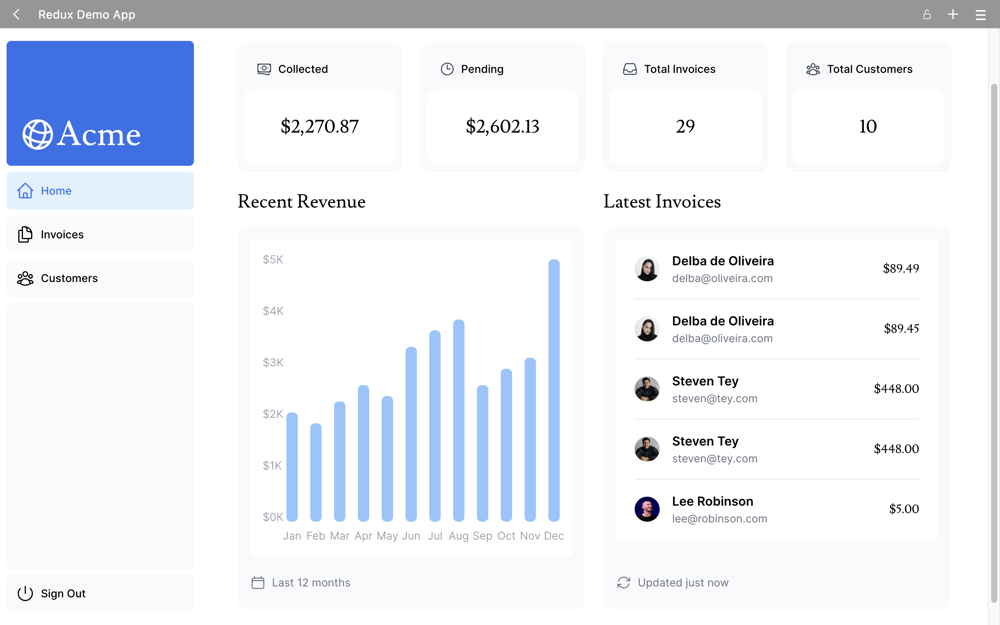 Redux Demo App
Acme
Home
Invoices
Customers
Sign Out
Collected
$2,270.87
Pending
$2,602.13
Total Invoices
29
Total Customers
10
Recent Revenue
$5K
$4K
$3K
$2K
$1K
$0K
Jan Feb Mar Apr May Jun Jul Aug Sep Oct Nov Dec
Last 12 months
Latest Invoices
Delba de Oliveira
delba@oliveira.com
$89.49
Delba de Oliveira
delba@oliveira.com
$89.45
Steven Tey
steven@tey.com
$448.00
Steven Tey
steven@tey.com
$448.00
Lee Robinson
lee@robinson.com
$5.00
Updated just now